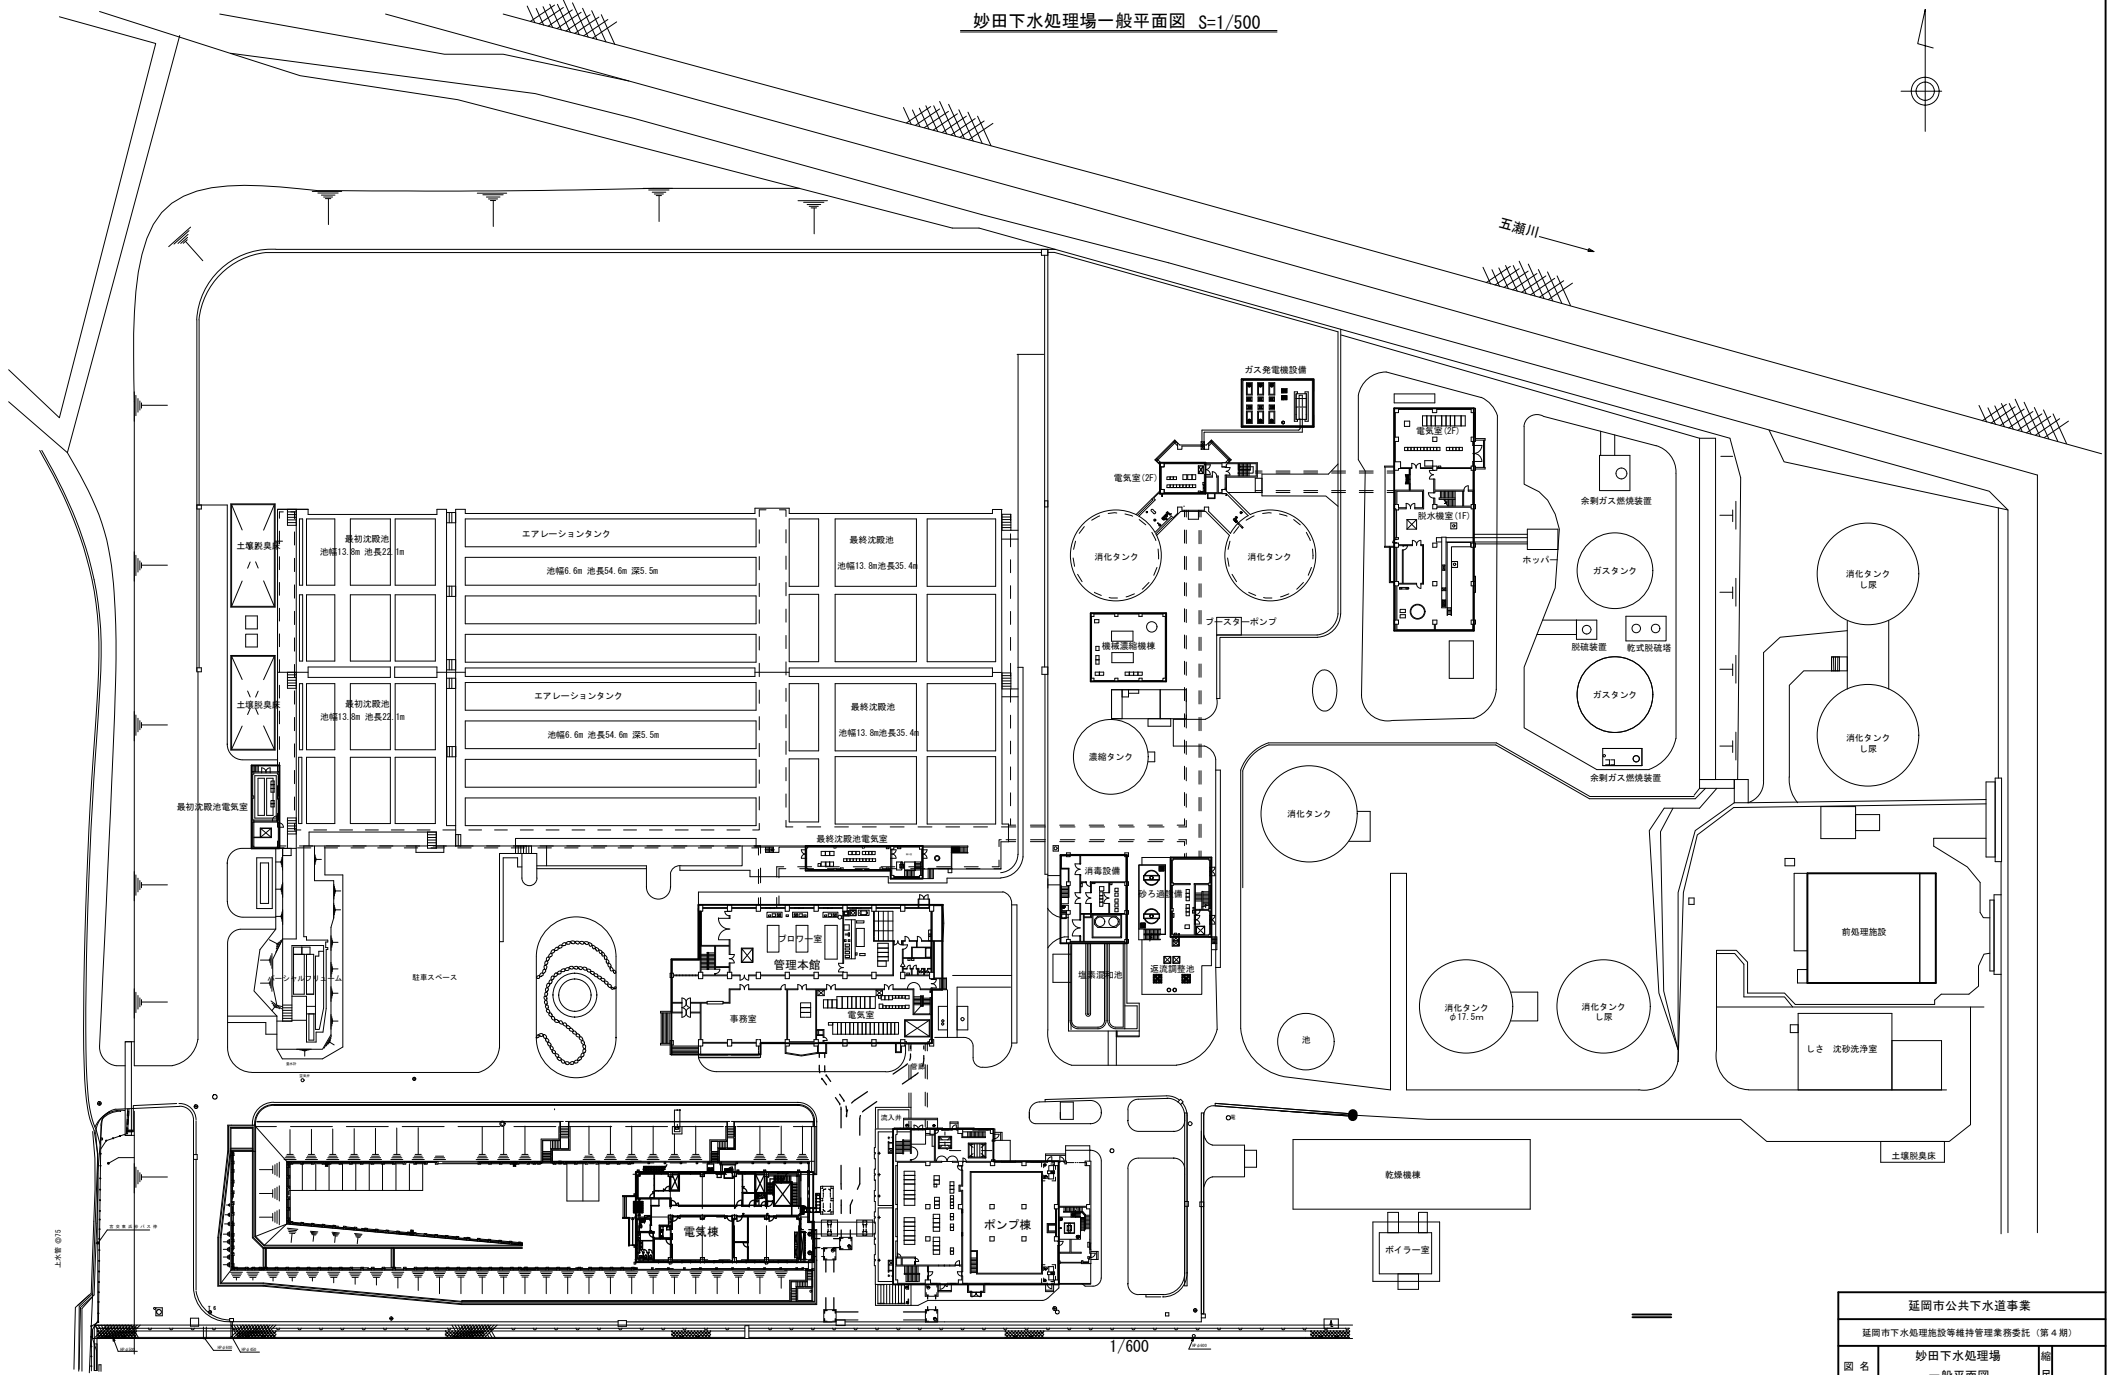 妙田下水処理場一般平面図 S=1/500
五瀬川
ガス発電機設備
電気室(2F)
電気室(2F)
余剰ガス燃焼装置
脱水機室(1F)
土壌脱臭床
最初沈殿池
池幅13.8m 池長22.1m
エアレーションタンク
池幅6.6m 池長54.6m 深5.5m
最終沈殿池
池幅13.8m池長35.4m
消化タンク
消化タンク
ホッパー
ガスタンク
消化タンク
し尿
ブースターポンプ
機械濃縮機棟
脱硫装置
乾式脱硫塔
土壌脱臭床
最初沈殿池
池幅13.8m 池長22.1m
エアレーションタンク
池幅6.6m 池長54.6m 深5.5m
最終沈殿池
池幅13.8m池長35.4m
ガスタンク
濃縮タンク
消化タンク
し尿
余剰ガス燃焼装置
最初沈殿池電気室
消化タンク
最終沈殿池電気室
消毒設備
砂ろ過設備
ブロワー室
管理本館
前処理施設
パーシャルフリューム
駐車スペース
塩素混和池
返流調整池
事務室
電気室
消化タンク
φ17.5m
消化タンク
し尿
池
しさ 沈砂洗浄室
管廊
流入井
土壌脱臭床
乾燥機棟
電気棟
ポンプ棟
ボイラー室
上水管 Φ75
1/600
延岡市公共下水道事業
延岡市下水処理施設等維持管理業務委託（第４期）
図 名
妙田下水処理場
一般平面図
縮
尺